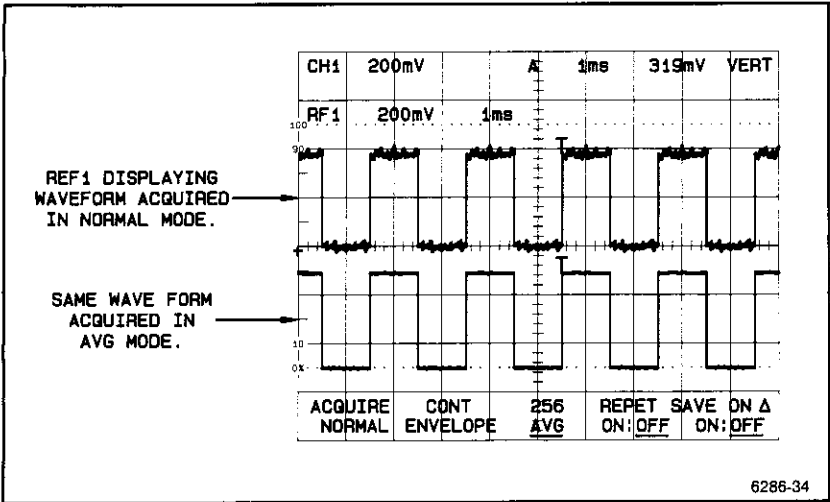 CH1 200mV A 1ms 319mV VERT
RF1 200mV 1ms
100
90
REF1 DISPLAYING
WAVEFORM ACQUIRED
IN NORMAL MODE.
SAME WAVE FORM
ACQUIRED IN
AVG MODE.
10
0%
ACQUIRE CONT 256 REPET SAVE ON Δ
NORMAL ENVELOPE AVG ON:OFF ON:OFF
6286-34